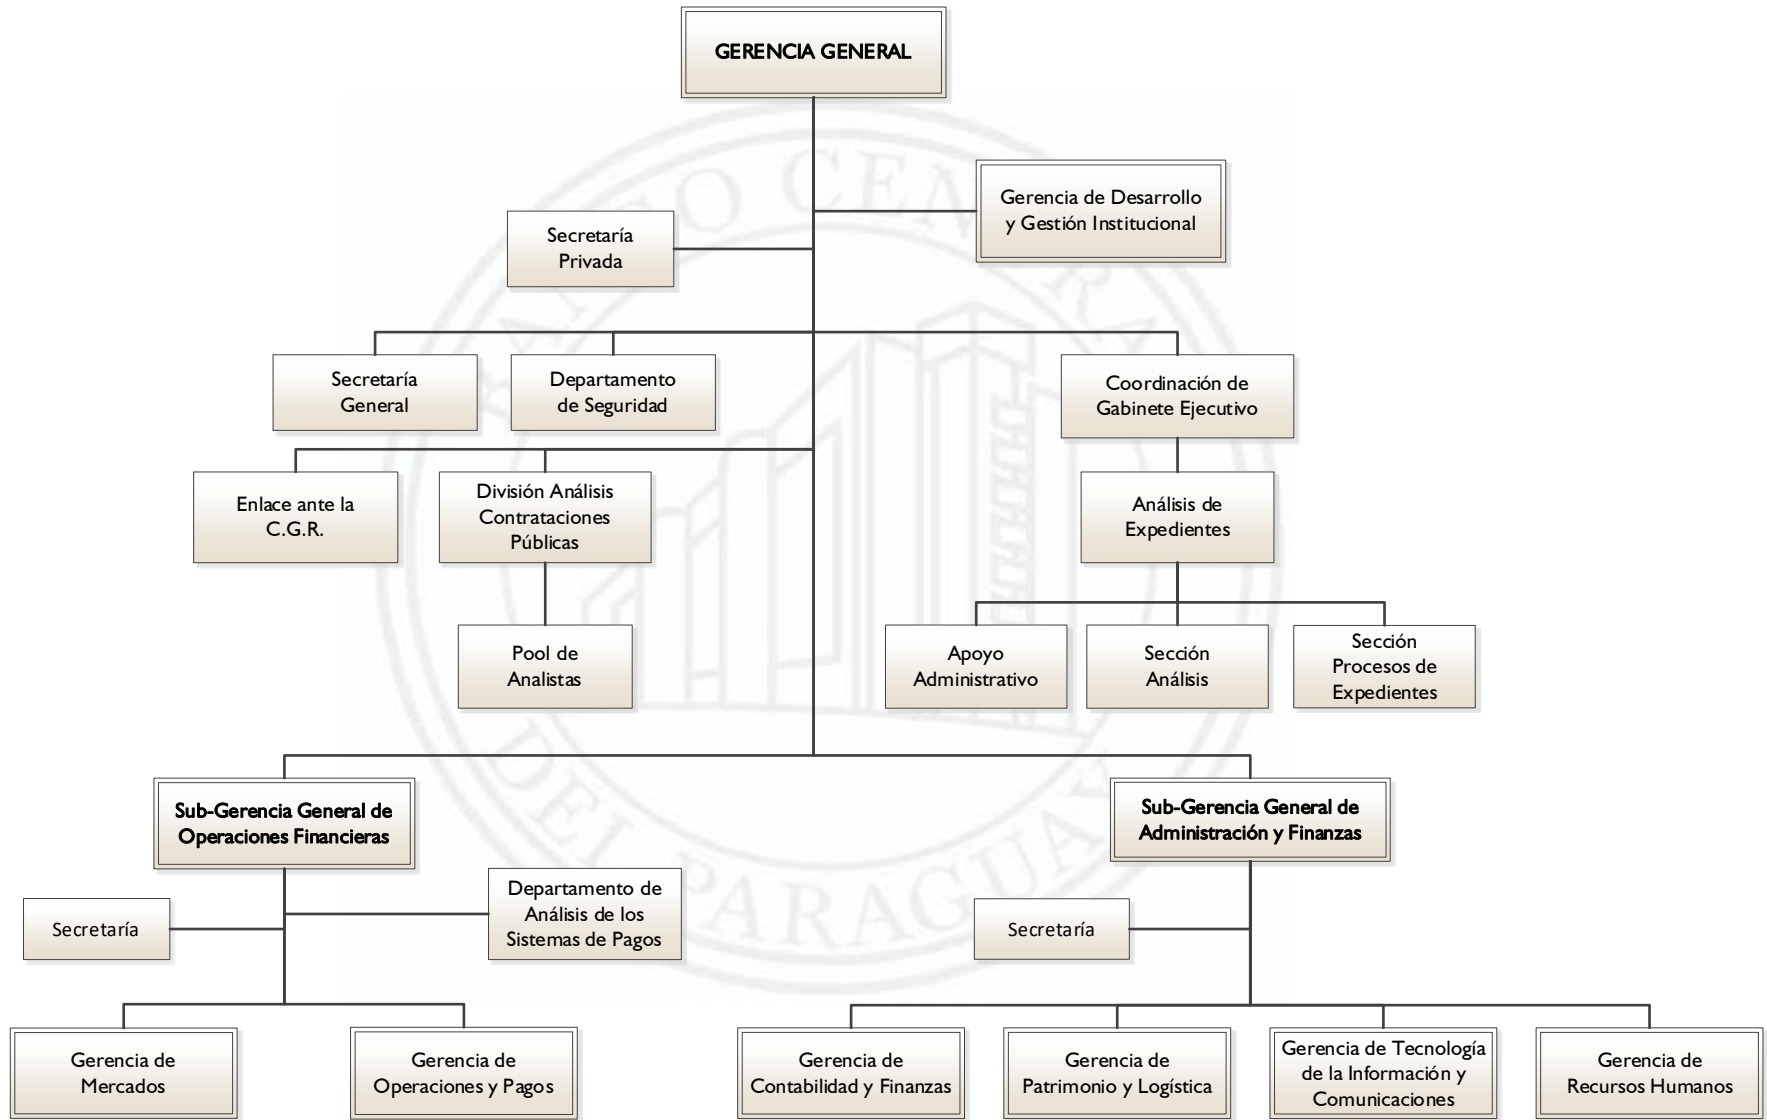 GERENCIA GENERAL
Gerencia de Desarrollo
y Gestión Institucional
Secretaría
Privada
Secretaría
General
Departamento
de Seguridad
Coordinación de
Gabinete Ejecutivo
Enlace ante la
C.G.R.
División Análisis
Contrataciones
Públicas
Análisis de
Expedientes
Pool de
Analistas
Apoyo
Administrativo
Sección
Análisis
Sección
Procesos de
Expedientes
Sub-Gerencia General de
Operaciones Financieras
Sub-Gerencia General de
Administración y Finanzas
Secretaría
Departamento de
Análisis de los
Sistemas de Pagos
Secretaría
Gerencia de
Mercados
Gerencia de
Operaciones y Pagos
Gerencia de
Contabilidad y Finanzas
Gerencia de
Patrimonio y Logística
Gerencia de Tecnología
de la Información y
Comunicaciones
Gerencia de
Recursos Humanos
BANCO CENTRAL
DEL PARAGUAY